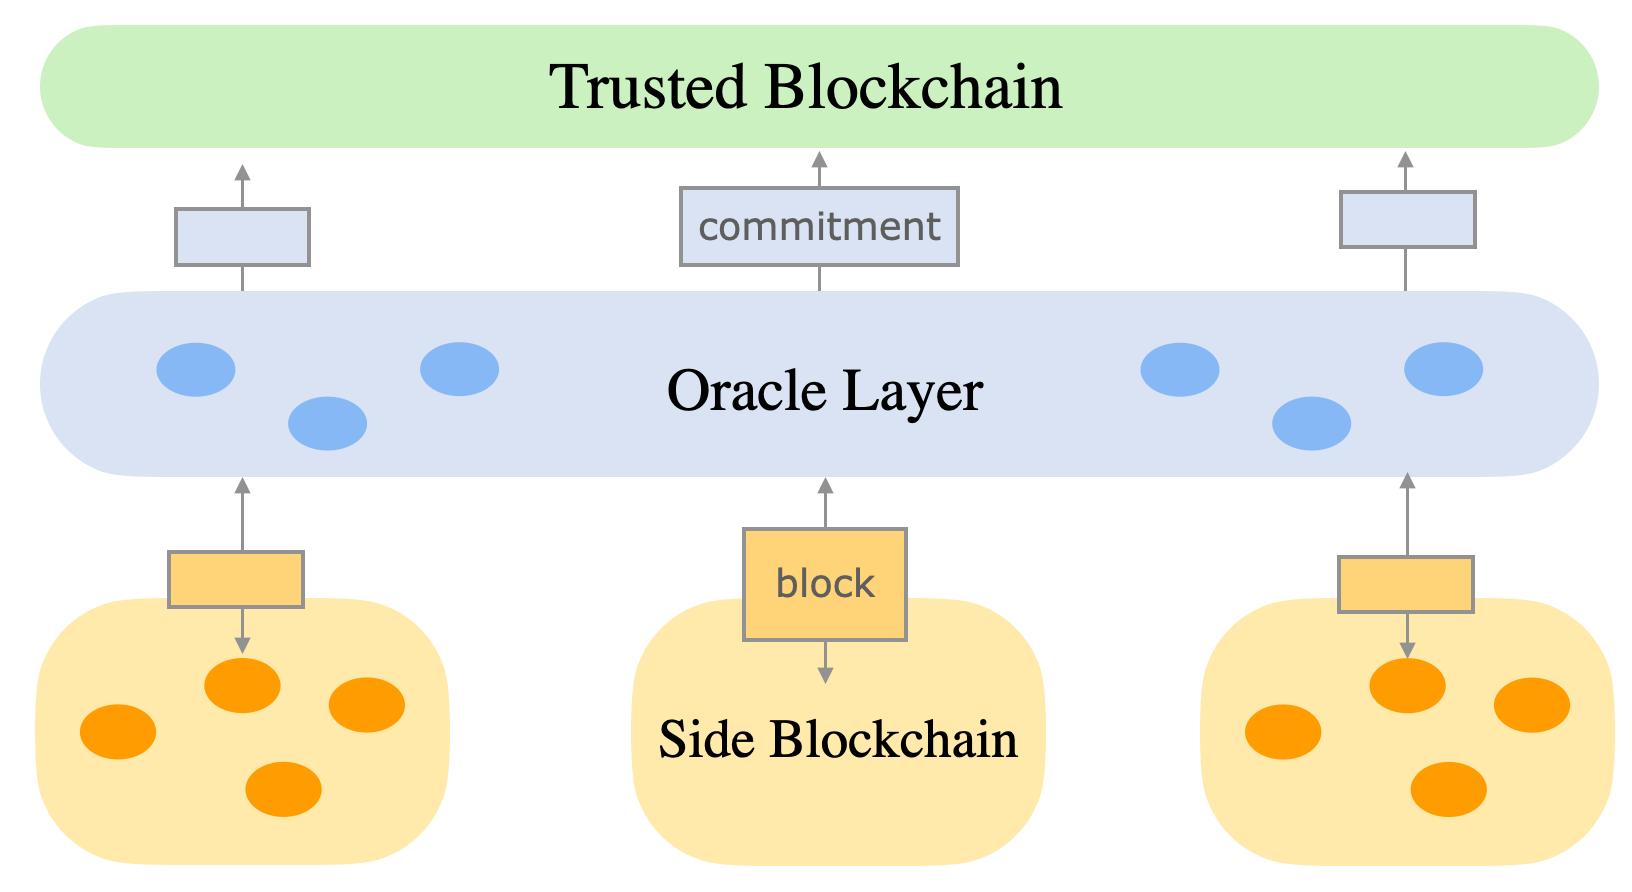 Trusted Blockchain
commitment
Oracle Layer
block
Side Blockchain